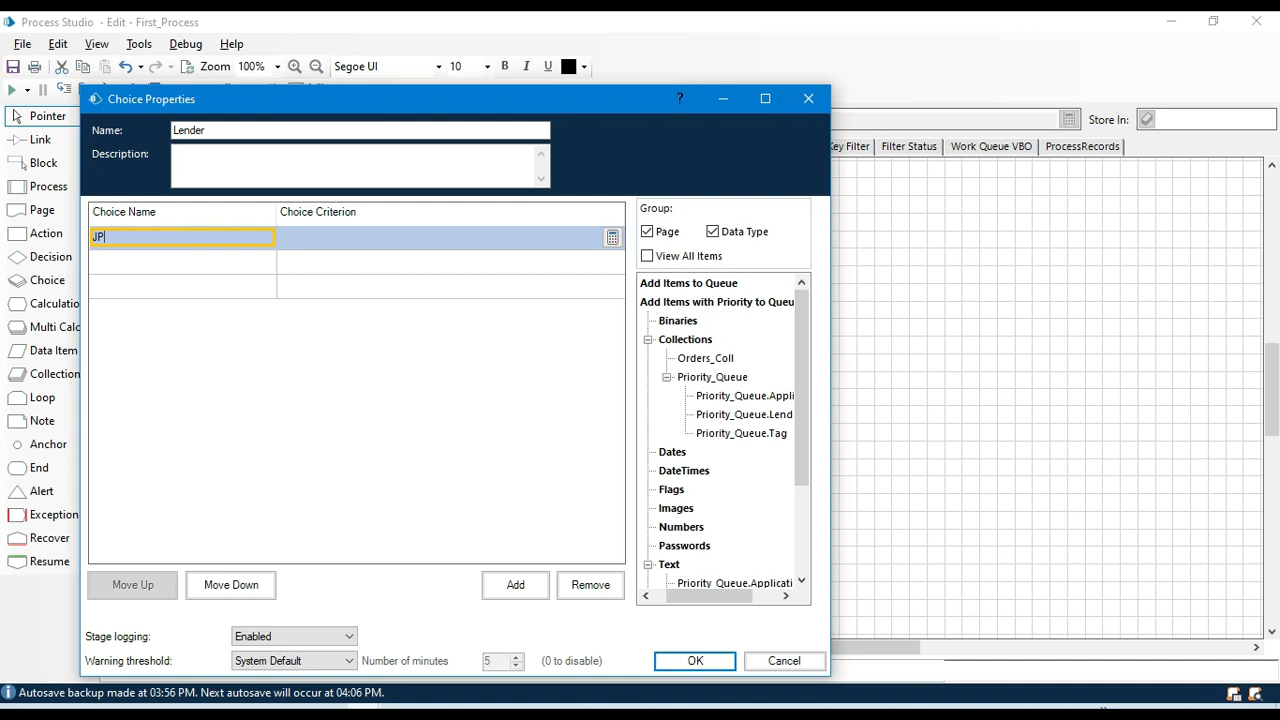 Process Studio - Edit - First_Process
File Edit View Tools Debug Help
Zoom 100% Segoe UI 10 B I U
Choice Properties ?
Pointer
Link
Block
Process
Page
Action
Decision
Choice
Calculatio
Multi Calc
Data Item
Collection
Loop
Note
Anchor
End
Alert
Exception
Recover
Resume
Name: Lender
Description:
Store In:
Key Filter Filter Status Work Queue VBO ProcessRecords
Choice Name Choice Criterion
JP
Group:
Page Data Type
View All Items
Add Items to Queue
Add Items with Priority to Queu
Binaries
Collections
Orders_Coll
Priority_Queue
Priority_Queue.Appli
Priority_Queue.Lend
Priority_Queue.Tag
Dates
DateTimes
Flags
Images
Numbers
Passwords
Text
Priority_Queue.Applicati
Move Up Move Down Add Remove
Stage logging: Enabled
Warning threshold: System Default Number of minutes 5 (0 to disable)
OK Cancel
Autosave backup made at 03:56 PM. Next autosave will occur at 04:06 PM.